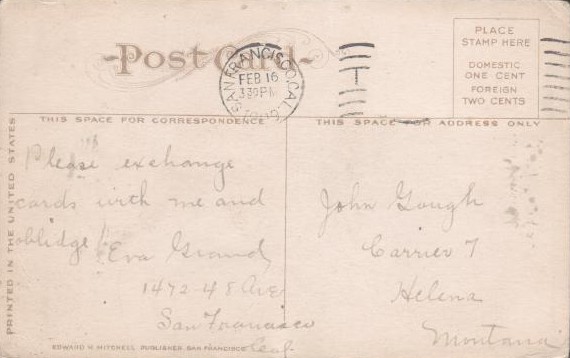 Post Card
SAN FRANCISCO, CAL.
FEB 16
3 30 PM
1909
PLACE
STAMP HERE
DOMESTIC
ONE CENT
FOREIGN
TWO CENTS
THIS SPACE FOR CORRESPONDENCE
THIS SPACE FOR ADDRESS ONLY
PRINTED IN THE UNITED STATES
Please exchange
cards with me and
oblidge!
Eva Grand
1472-48 Ave
San Francisco
Cal
John Gough
Carrier 7
Helena
Montana
EDWARD H. MITCHELL, PUBLISHER, SAN FRANCISCO